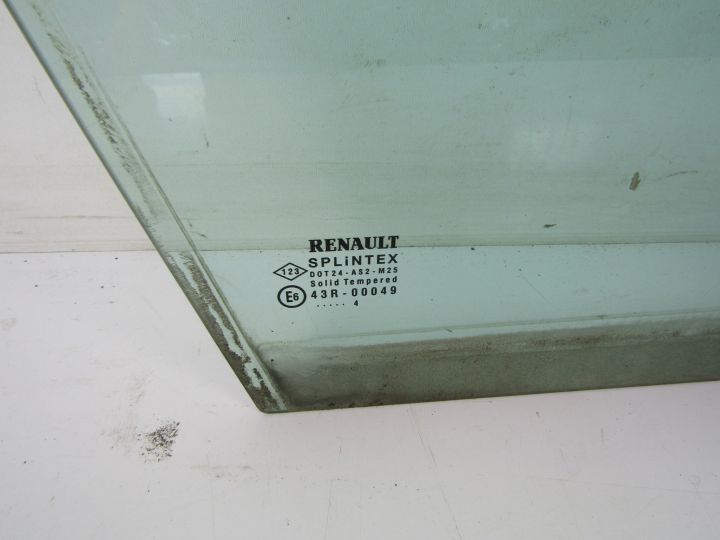 RENAULT
SPLiNTEX
123 DOT24-AS2-M25
Solid Tempered
E6 43R-00049
..... 4